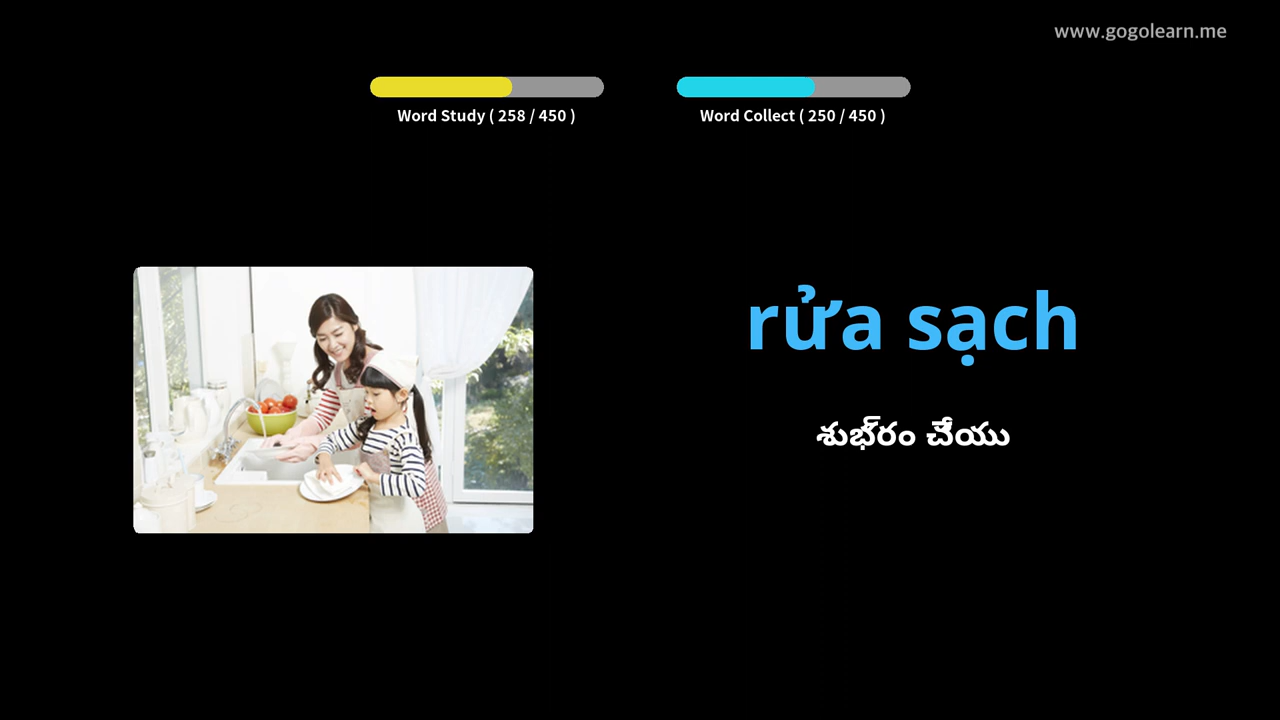 www.gogolearn.me
Word Study ( 258 / 450 )
Word Collect ( 250 / 450 )
rửa sạch
శుభ్రం చేయు